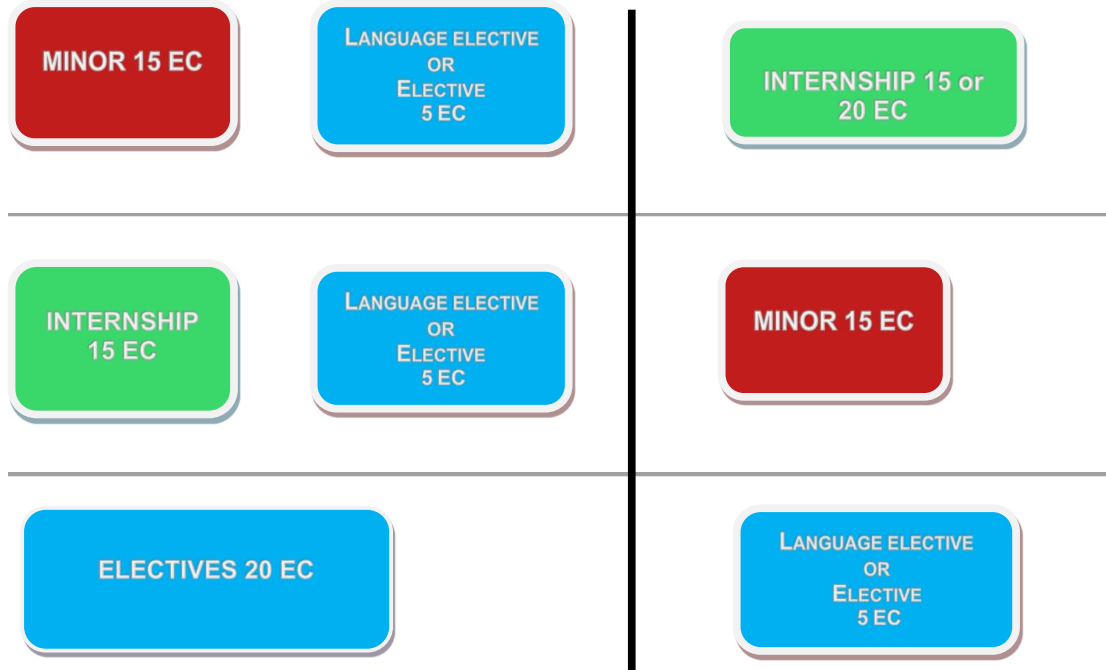 MINOR 15 EC
LANGUAGE ELECTIVE
OR
ELECTIVE
5 EC
INTERNSHIP 15 or
20 EC
INTERNSHIP
15 EC
LANGUAGE ELECTIVE
OR
ELECTIVE
5 EC
MINOR 15 EC
ELECTIVES 20 EC
LANGUAGE ELECTIVE
OR
ELECTIVE
5 EC